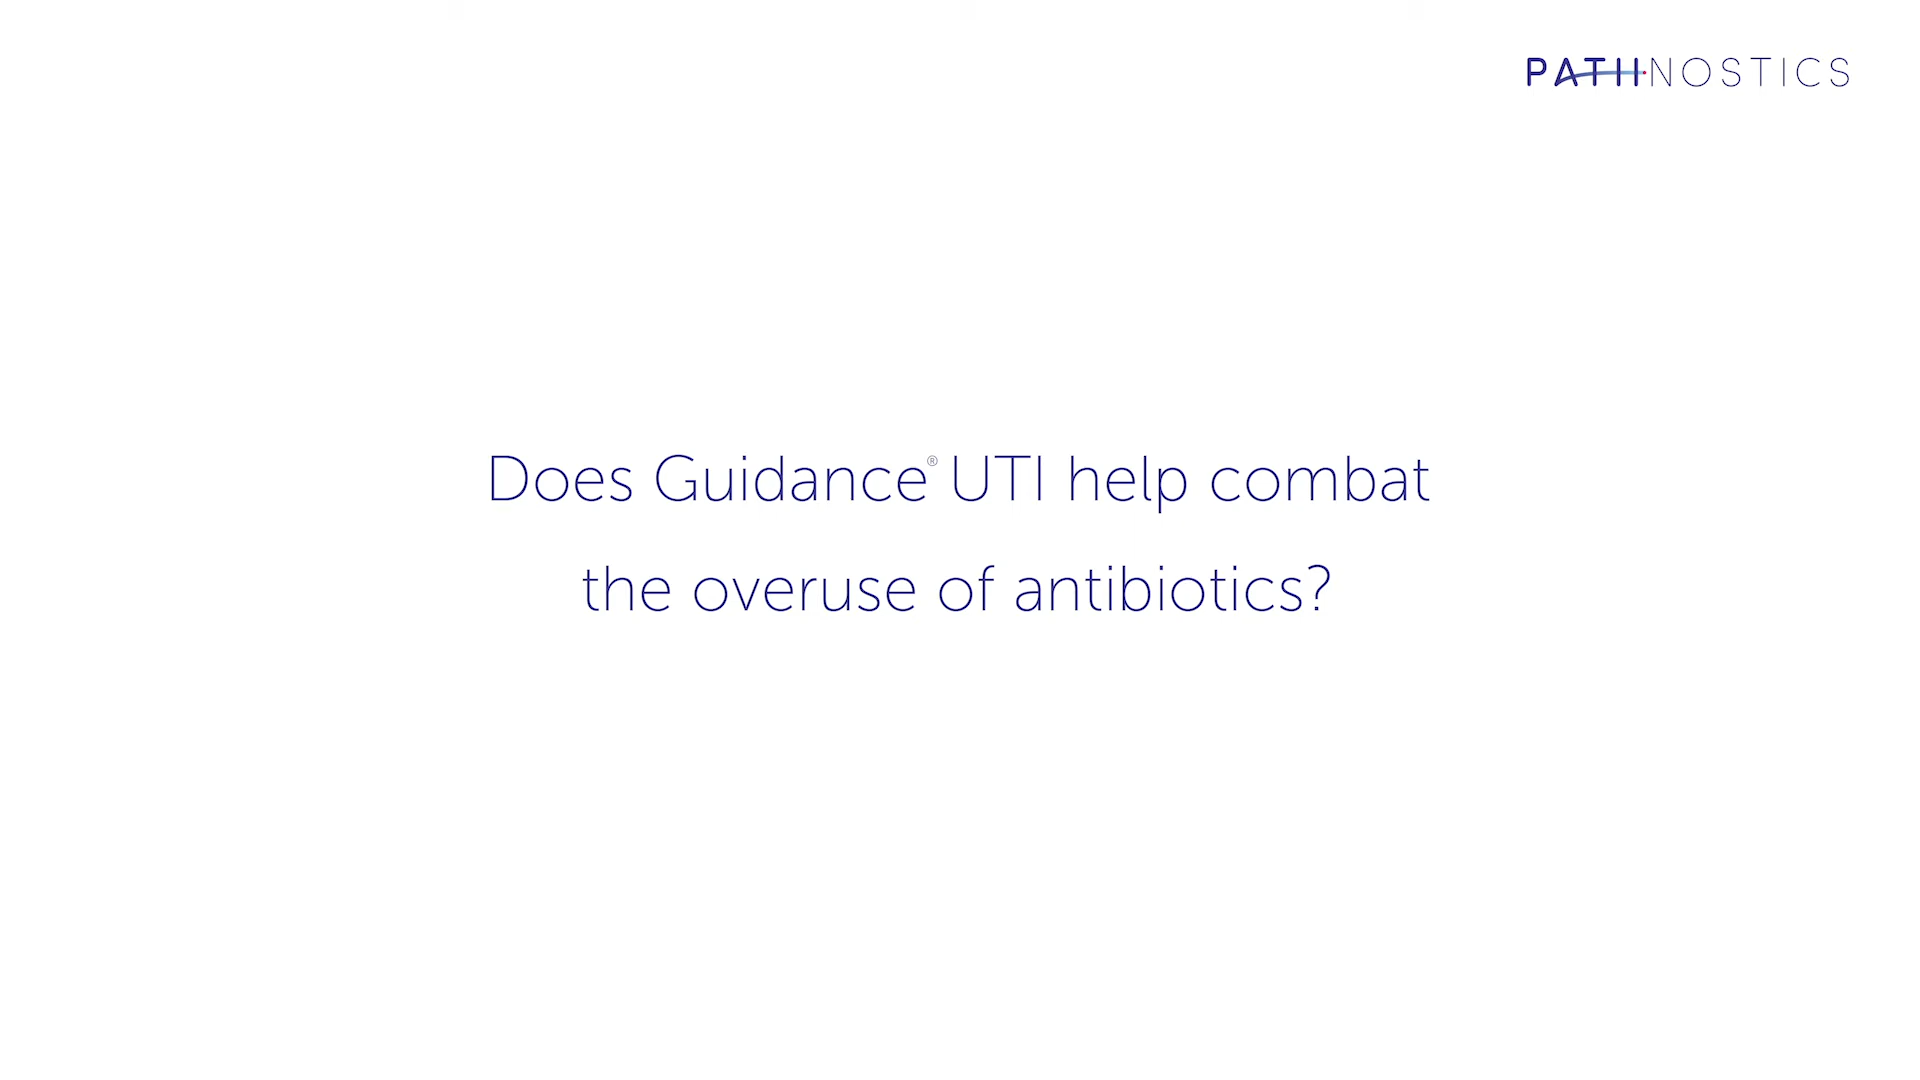 PATHNOSTICS
Does Guidance® UTI help combat
the overuse of antibiotics?